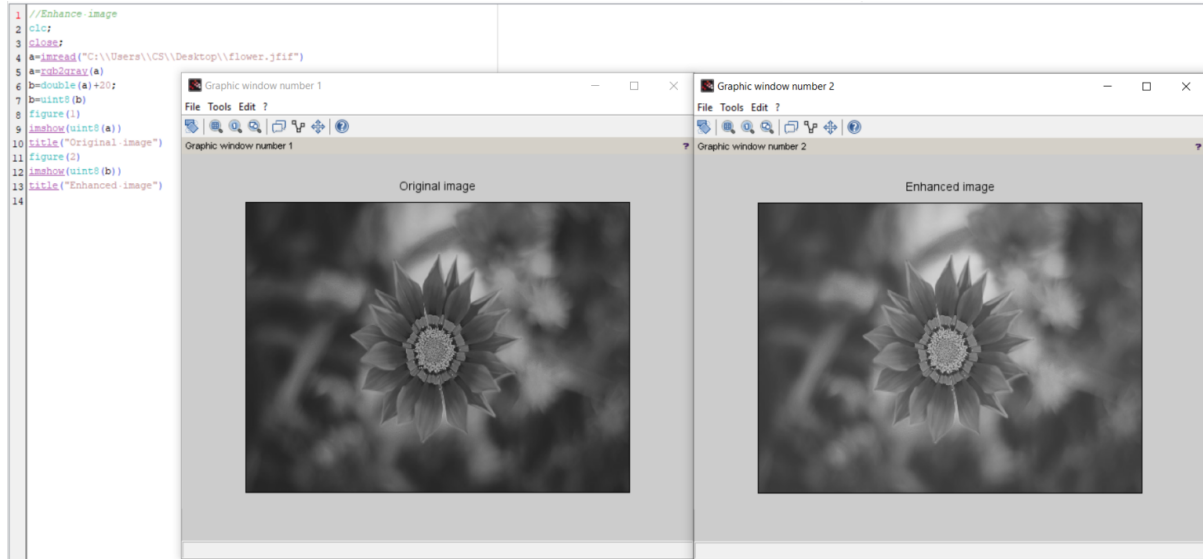 1 //Enhance image
2 clc;
3 close;
4 a=imread("C:\\Users\\CS\\Desktop\\flower.jfif")
5 a=rgb2gray(a)
6 b=double(a)+20;
7 b=uint8(b)
8 figure(1)
9 imshow(uint8(a))
10 title("Original image")
11 figure(2)
12 imshow(uint8(b))
13 title("Enhanced image")
14
Graphic window number 1
File Tools Edit ?
Graphic window number 1 ?
Original image
Graphic window number 2
File Tools Edit ?
Graphic window number 2 ?
Enhanced image